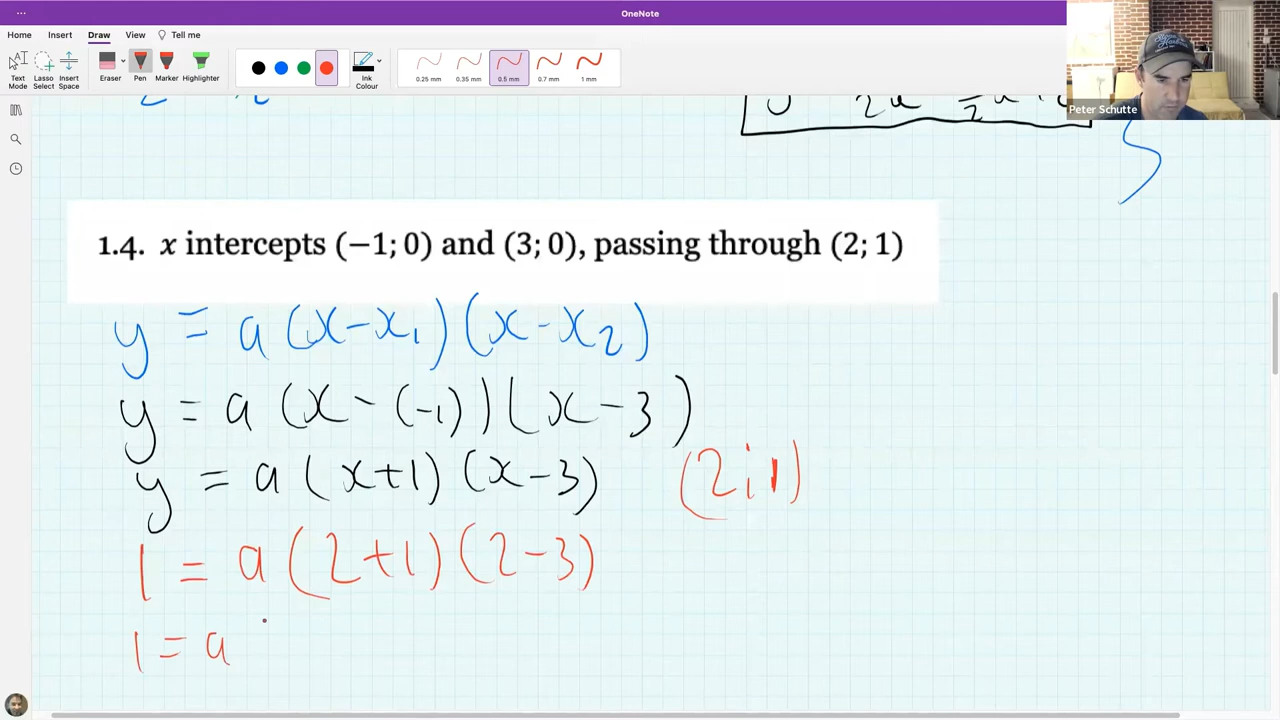 OneNote
Home Insert Draw View Tell me
Text Mode Lasso Select Insert Space Eraser Pen Marker Highlighter Ink Colour 0.25 mm 0.35 mm 0.5 mm 0.7 mm 1 mm
Peter Schutte
1.4. x intercepts (−1; 0) and (3; 0), passing through (2; 1)
y = a(x-x₁)(x-x₂)
y = a(x-(-1))(x-3)
y = a(x+1)(x-3) (2;1)
1 = a(2+1)(2-3)
1 = a